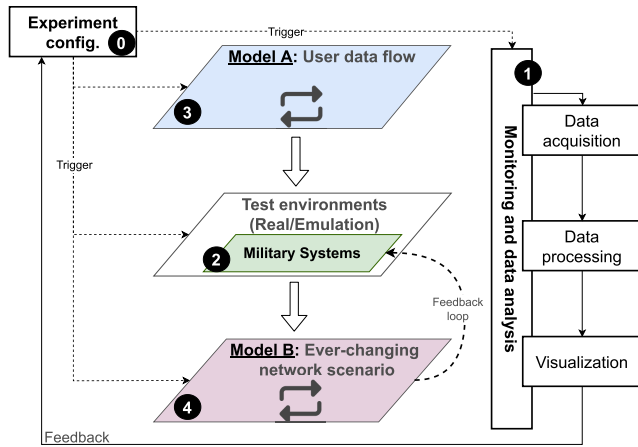 Experiment
config.
0
Trigger
Model A: User data flow
3
1
Monitoring and data analysis
Data
acquisition
Trigger
Test environments
(Real/Emulation)
2
Military Systems
Data
processing
Feedback
loop
Model B: Ever-changing
network scenario
4
Visualization
Feedback